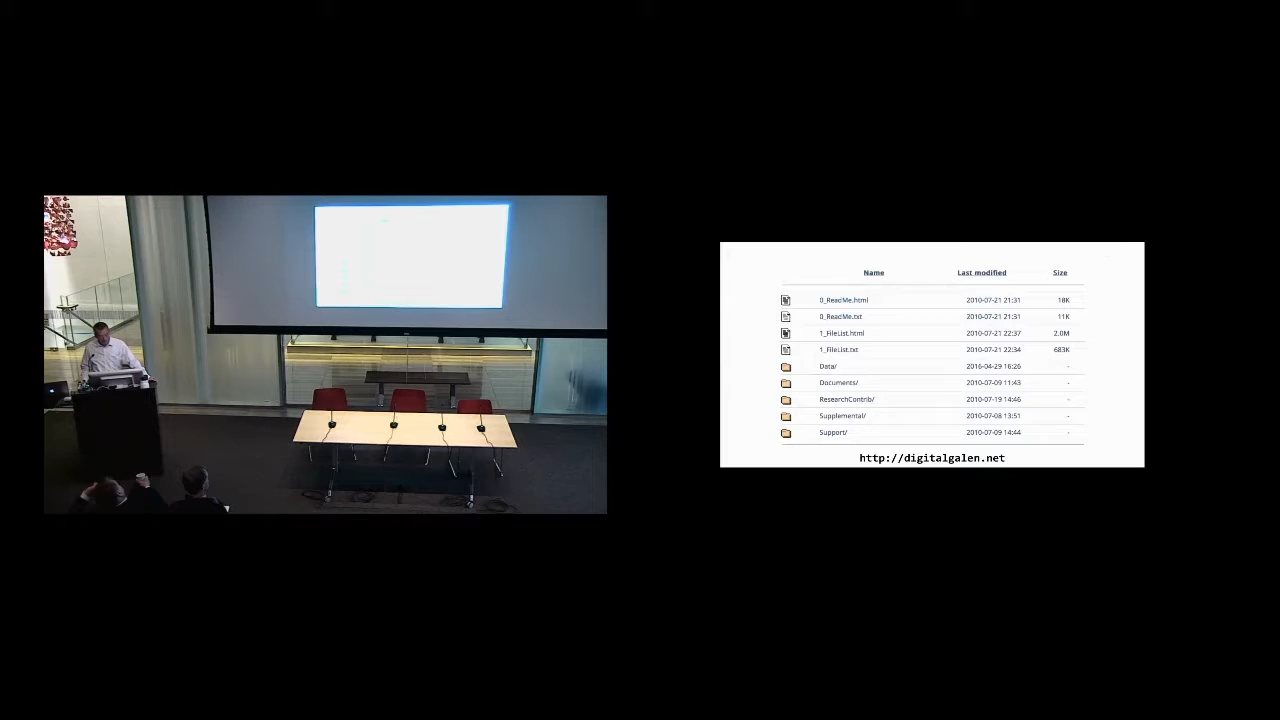 Name Last modified Size
0_ReadMe.html 2010-07-21 21:31 18K
0_ReadMe.txt 2010-07-21 21:31 11K
1_FileList.html 2010-07-21 22:37 2.0M
1_FileList.txt 2010-07-21 22:34 683K
Data/ 2016-04-29 16:26 -
Documents/ 2010-07-09 11:43 -
ResearchContrib/ 2010-07-19 14:46 -
Supplemental/ 2010-07-08 13:51 -
Support/ 2010-07-09 14:44 -
http://digitalgalen.net